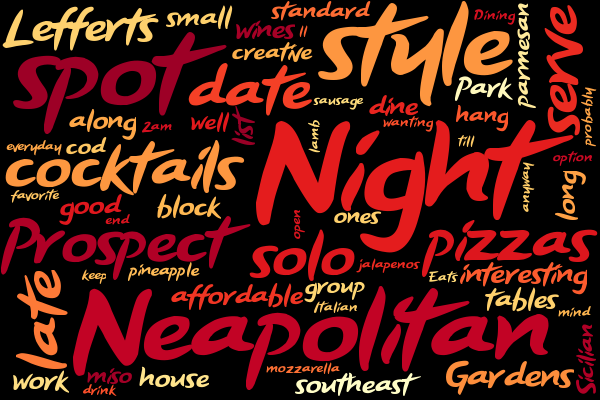 Lefferts
small
wines
ll
standard
Dining
parmesan
serve
spot
creative
style
date
sausage
dine
Park
probably
along
2am
well
list
wanting
hang
everyday
cod
lamb
Night
till
option
cocktails
favorite
anyway
long
good
end
block
open
ones
Prospect
solo
pizzas
keep
pineapple
jalapenos
Eats
interesting
late
affordable
group
Italian
tables
mind
Neapolitan
Sicilian
work
miso
drink
house
mozzarella
southeast
Gardens